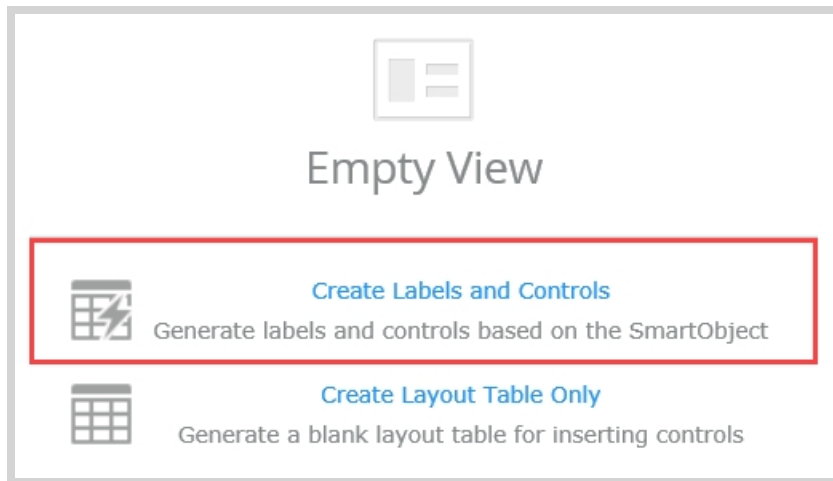 Empty View
Create Labels and Controls
Generate labels and controls based on the SmartObject
Create Layout Table Only
Generate a blank layout table for inserting controls